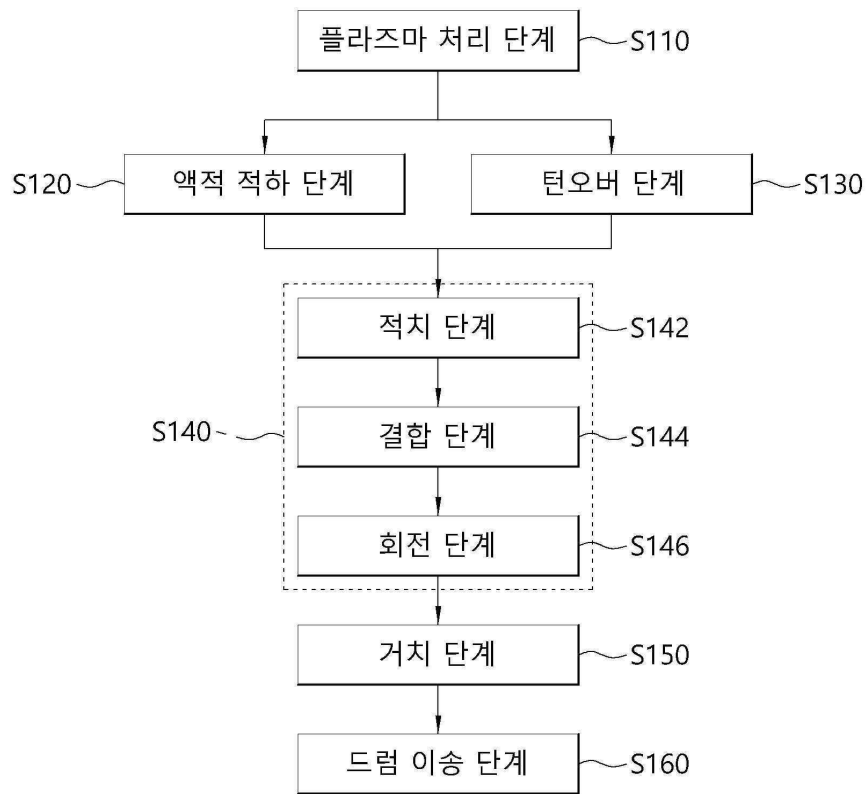 플라즈마 처리 단계 S110
S120 액적 적하 단계 턴오버 단계 S130
적치 단계 S142
S140 결합 단계 S144
회전 단계 S146
거치 단계 S150
드럼 이송 단계 S160